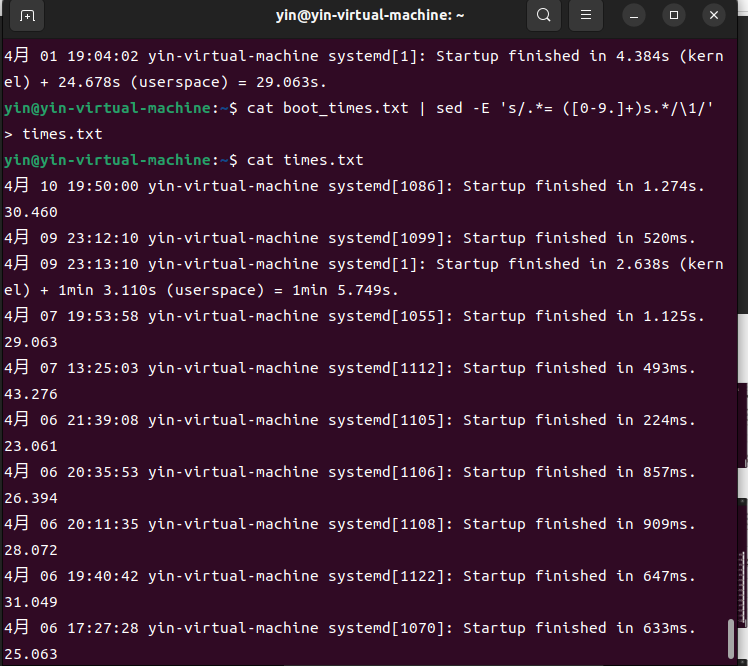 yin@yin-virtual-machine: ~
4月 01 19:04:02 yin-virtual-machine systemd[1]: Startup finished in 4.384s (kern
el) + 24.678s (userspace) = 29.063s.
yin@yin-virtual-machine:~$ cat boot_times.txt | sed -E 's/.*= ([0-9.]+)s.*/\1/'
> times.txt
yin@yin-virtual-machine:~$ cat times.txt
4月 10 19:50:00 yin-virtual-machine systemd[1086]: Startup finished in 1.274s.
30.460
4月 09 23:12:10 yin-virtual-machine systemd[1099]: Startup finished in 520ms.
4月 09 23:13:10 yin-virtual-machine systemd[1]: Startup finished in 2.638s (kern
el) + 1min 3.110s (userspace) = 1min 5.749s.
4月 07 19:53:58 yin-virtual-machine systemd[1055]: Startup finished in 1.125s.
29.063
4月 07 13:25:03 yin-virtual-machine systemd[1112]: Startup finished in 493ms.
43.276
4月 06 21:39:08 yin-virtual-machine systemd[1105]: Startup finished in 224ms.
23.061
4月 06 20:35:53 yin-virtual-machine systemd[1106]: Startup finished in 857ms.
26.394
4月 06 20:11:35 yin-virtual-machine systemd[1108]: Startup finished in 909ms.
28.072
4月 06 19:40:42 yin-virtual-machine systemd[1122]: Startup finished in 647ms.
31.049
4月 06 17:27:28 yin-virtual-machine systemd[1070]: Startup finished in 633ms.
25.063